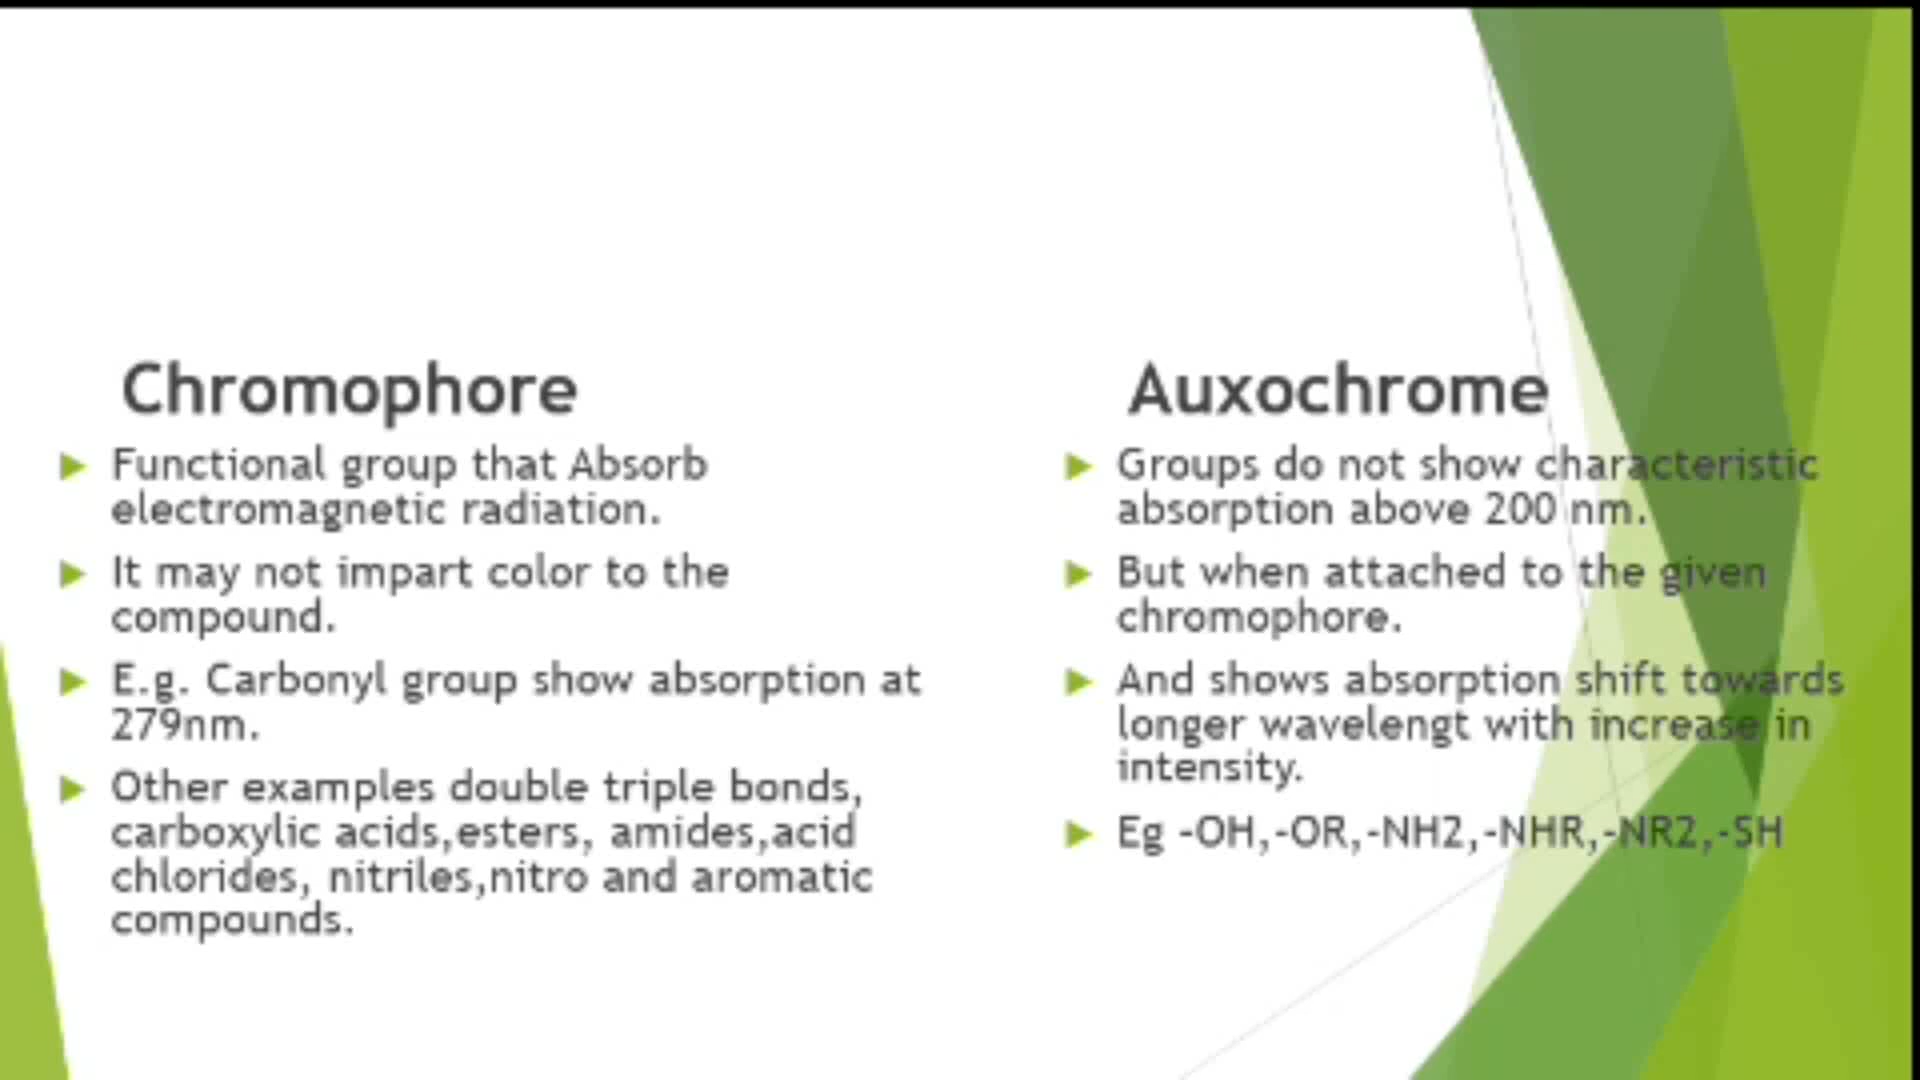 Chromophore
Functional group that Absorb
electromagnetic radiation.
It may not impart color to the
compound.
E.g. Carbonyl group show absorption at
279nm.
Other examples double triple bonds,
carboxylic acids,esters, amides,acid
chlorides, nitriles,nitro and aromatic
compounds.
Auxochrome
Groups do not show characteristic
absorption above 200 nm.
But when attached to the given
chromophore.
And shows absorption shift towards
longer wavelengt with increase in
intensity.
Eg -OH,-OR,-NH2,-NHR,-NR2,-SH